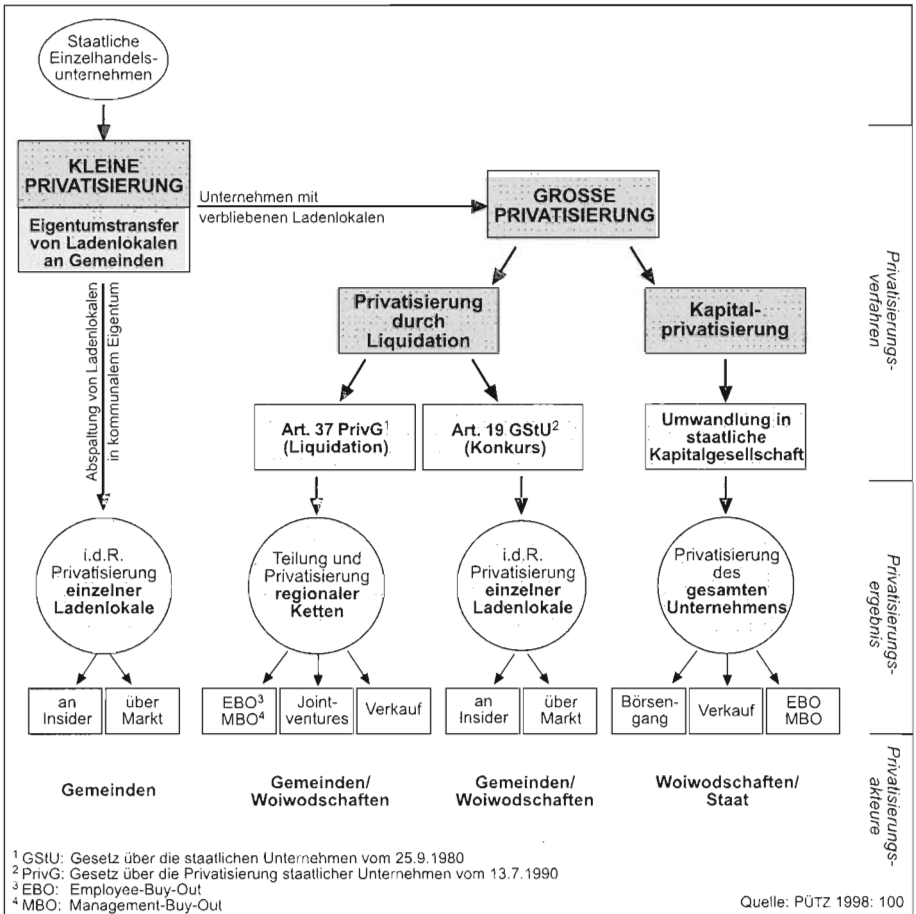 Staatliche
Einzelhandels-
unternehmen
KLEINE
PRIVATISIERUNG
Eigentumstransfer
von Ladenlokalen
an Gemeinden
Unternehmen mit
verbliebenen Ladenlokalen
GROSSE
PRIVATISIERUNG
Privatisierungs-
verfahren
Abspaltung von Ladenlokalen
in kommunalem Eigentum
Privatisierung
durch
Liquidation
Kapital-
privatisierung
Art. 37 PrivG¹
(Liquidation)
Art. 19 GStU²
(Konkurs)
Umwandlung in
staatliche
Kapitalgesellschaft
i.d.R.
Privatisierung
einzelner
Ladenlokale
Teilung und
Privatisierung
regionaler
Ketten
i.d.R.
Privatisierung
einzelner
Ladenlokale
Privatisierung
des
gesamten
Unternehmens
Privatisierungs-
ergebnis
an
Insider
über
Markt
EBO³
MBO⁴
Joint-
ventures
Verkauf
an
Insider
über
Markt
Börsen-
gang
Verkauf
EBO
MBO
Gemeinden
Gemeinden/
Woiwodschaften
Gemeinden/
Woiwodschaften
Woiwodschaften/
Staat
Privatisierungs-
akteure
¹ GStU: Gesetz über die staatlichen Unternehmen vom 25.9.1980
² PrivG: Gesetz über die Privatisierung staatlicher Unternehmen vom 13.7.1990
³ EBO: Employee-Buy-Out
⁴ MBO: Management-Buy-Out
Quelle: PÜTZ 1998: 100